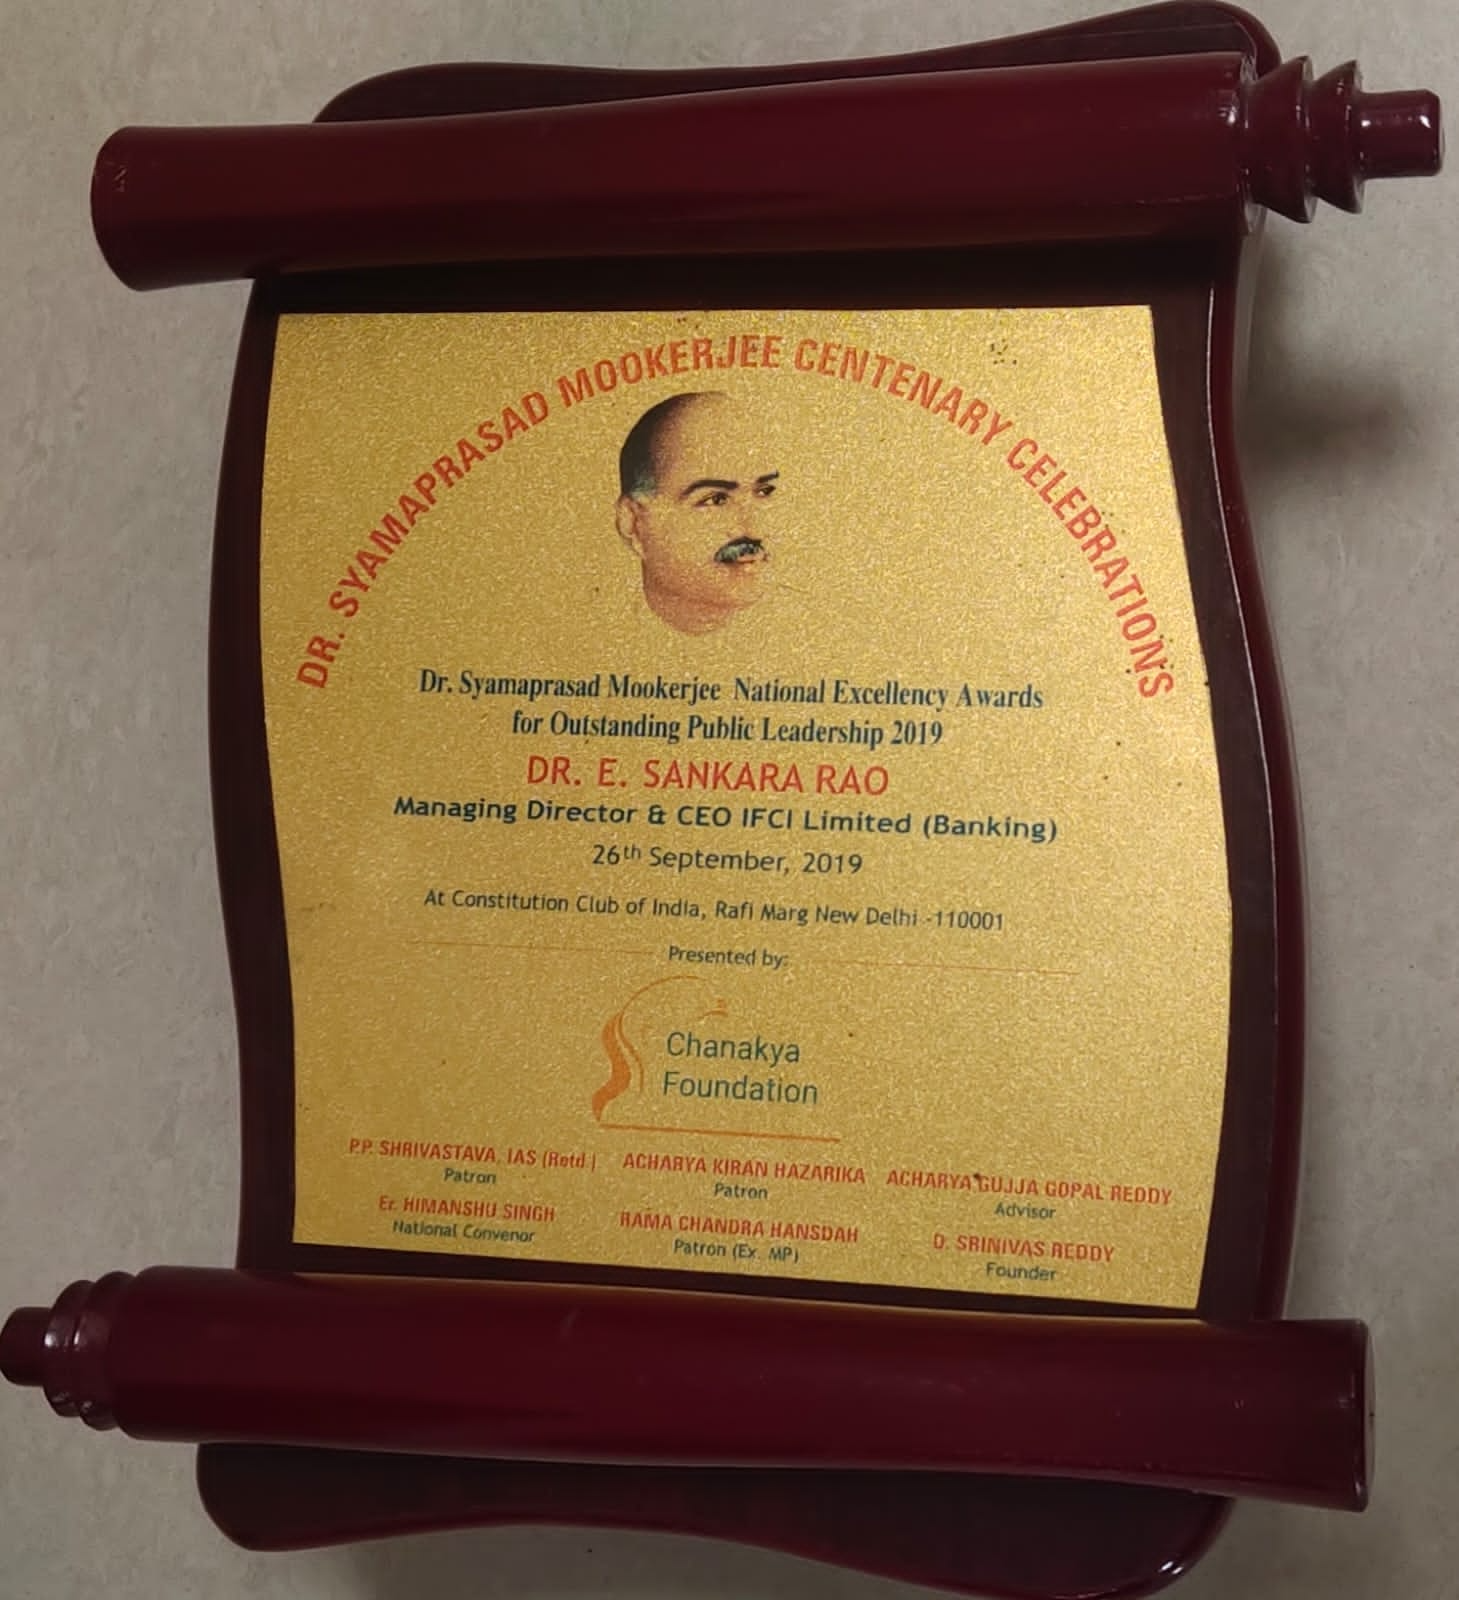 DR. SYAMAPRASAD MOOKERJEE CENTENARY CELEBRATIONS
Dr. Syamaprasad Mookerjee National Excellency Awards
for Outstanding Public Leadership 2019
DR. E. SANKARA RAO
Managing Director & CEO IFCI Limited (Banking)
26th September, 2019
At Constitution Club of India, Rafi Marg New Delhi -110001
Presented by:
Chanakya
Foundation
P.P. SHRIVASTAVA, IAS (Retd.)
Patron
ACHARYA KIRAN HAZARIKA
Patron
ACHARYA GUJJA GOPAL REDDY
Advisor
Er. HIMANSHU SINGH
National Convenor
RAMA CHANDRA HANSDAH
Patron (Ex. MP)
D. SRINIVAS REDDY
Founder